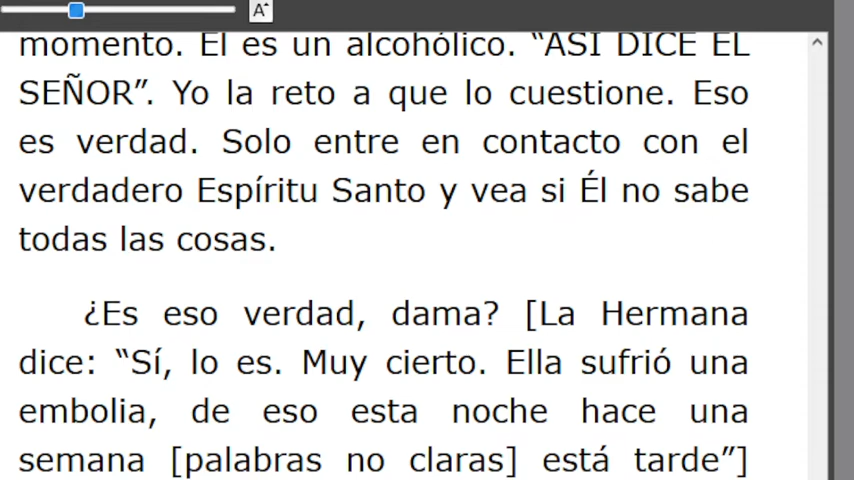 A
momento. Él es un alcohólico. “ASÍ DICE EL
SEÑOR”. Yo la reto a que lo cuestione. Eso
es verdad. Solo entre en contacto con el
verdadero Espíritu Santo y vea si Él no sabe
todas las cosas.
¿Es eso verdad, dama? [La Hermana
dice: “Sí, lo es. Muy cierto. Ella sufrió una
embolia, de eso esta noche hace una
semana [palabras no claras] está tarde”]